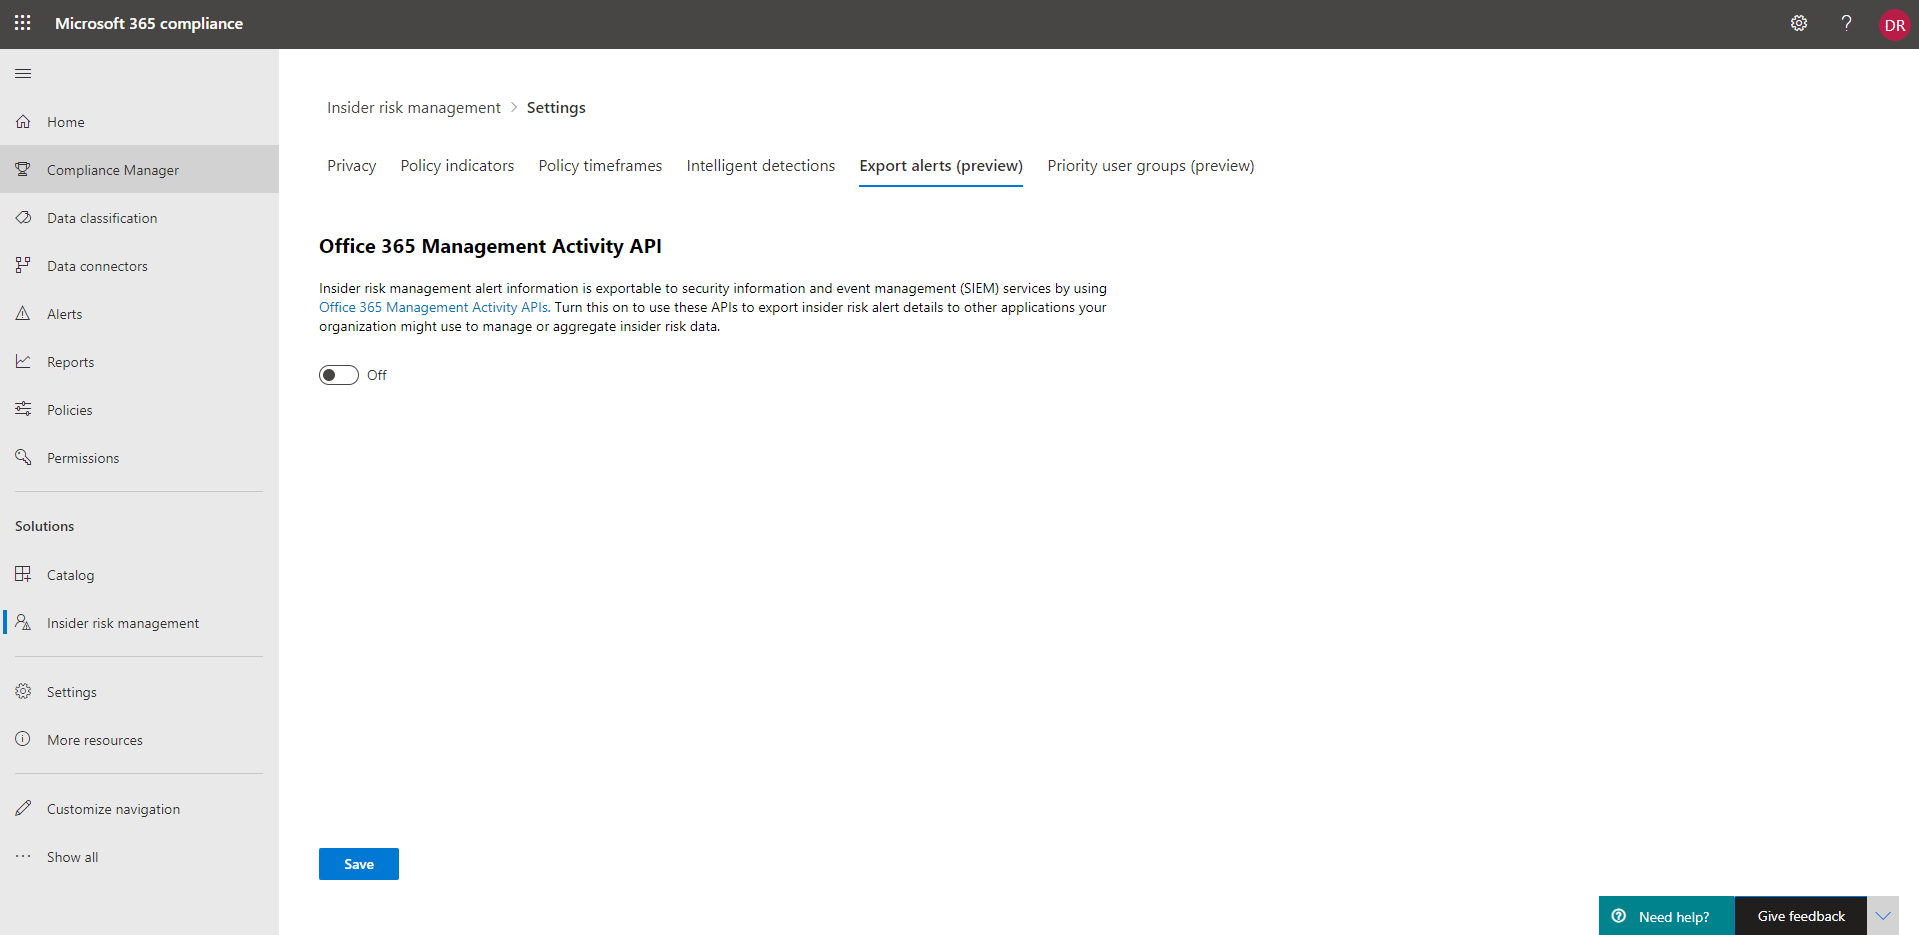 Microsoft 365 compliance
?
DR
Home
Compliance Manager
Data classification
Data connectors
Alerts
Reports
Policies
Permissions
Solutions
Catalog
Insider risk management
Settings
More resources
Customize navigation
Show all
Insider risk management > Settings
Privacy Policy indicators Policy timeframes Intelligent detections Export alerts (preview) Priority user groups (preview)
Office 365 Management Activity API
Insider risk management alert information is exportable to security information and event management (SIEM) services by using
Office 365 Management Activity APIs. Turn this on to use these APIs to export insider risk alert details to other applications your
organization might use to manage or aggregate insider risk data.
Off
Save
Need help?
Give feedback